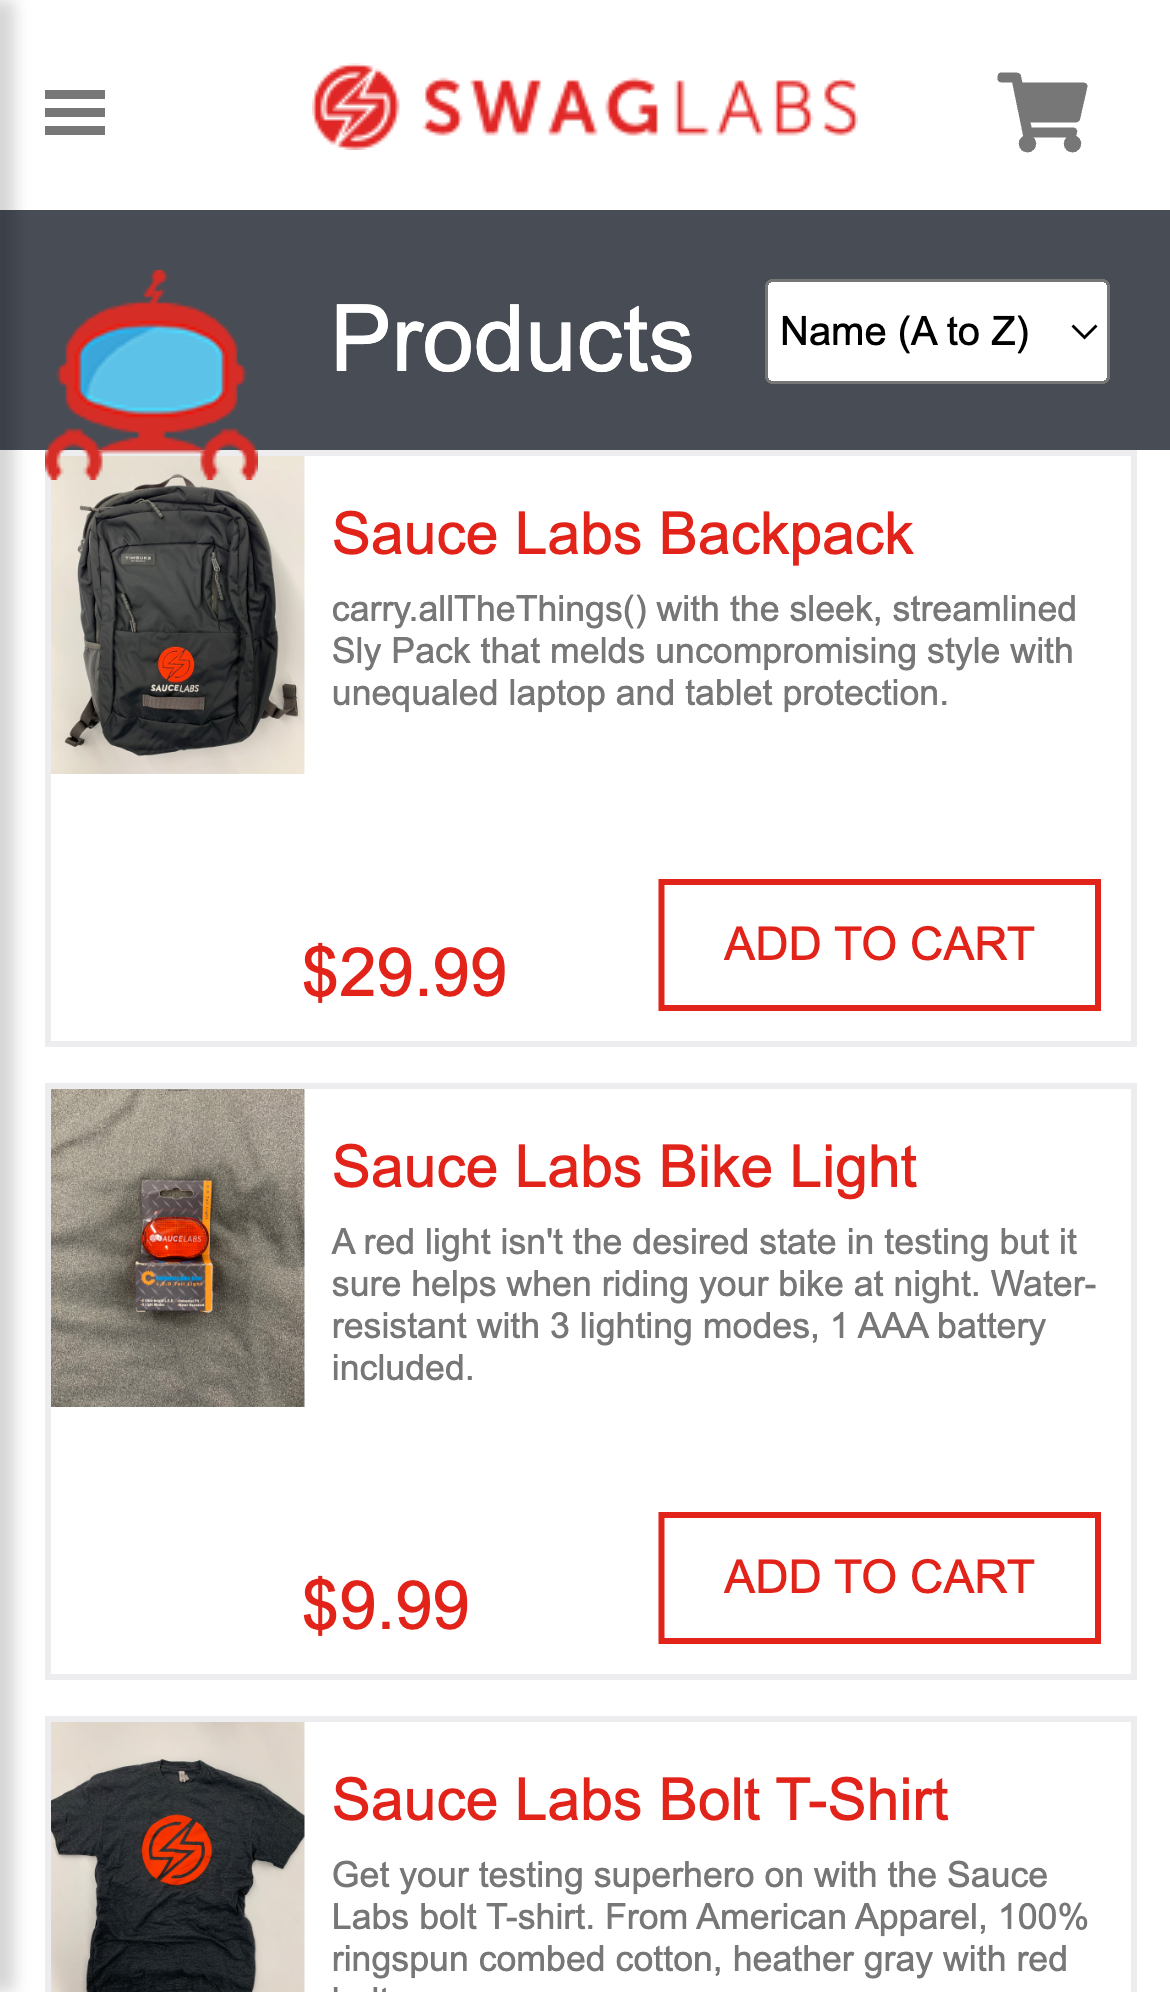 SWAGLABS
Products
Name (A to Z)
Sauce Labs Backpack
carry.allTheThings() with the sleek, streamlined
Sly Pack that melds uncompromising style with
unequaled laptop and tablet protection.
SAUCELABS
$29.99
ADD TO CART
Sauce Labs Bike Light
A red light isn't the desired state in testing but it
sure helps when riding your bike at night. Water-
resistant with 3 lighting modes, 1 AAA battery
included.
SAUCELABS
$9.99
ADD TO CART
Sauce Labs Bolt T-Shirt
Get your testing superhero on with the Sauce
Labs bolt T-shirt. From American Apparel, 100%
ringspun combed cotton, heather gray with red